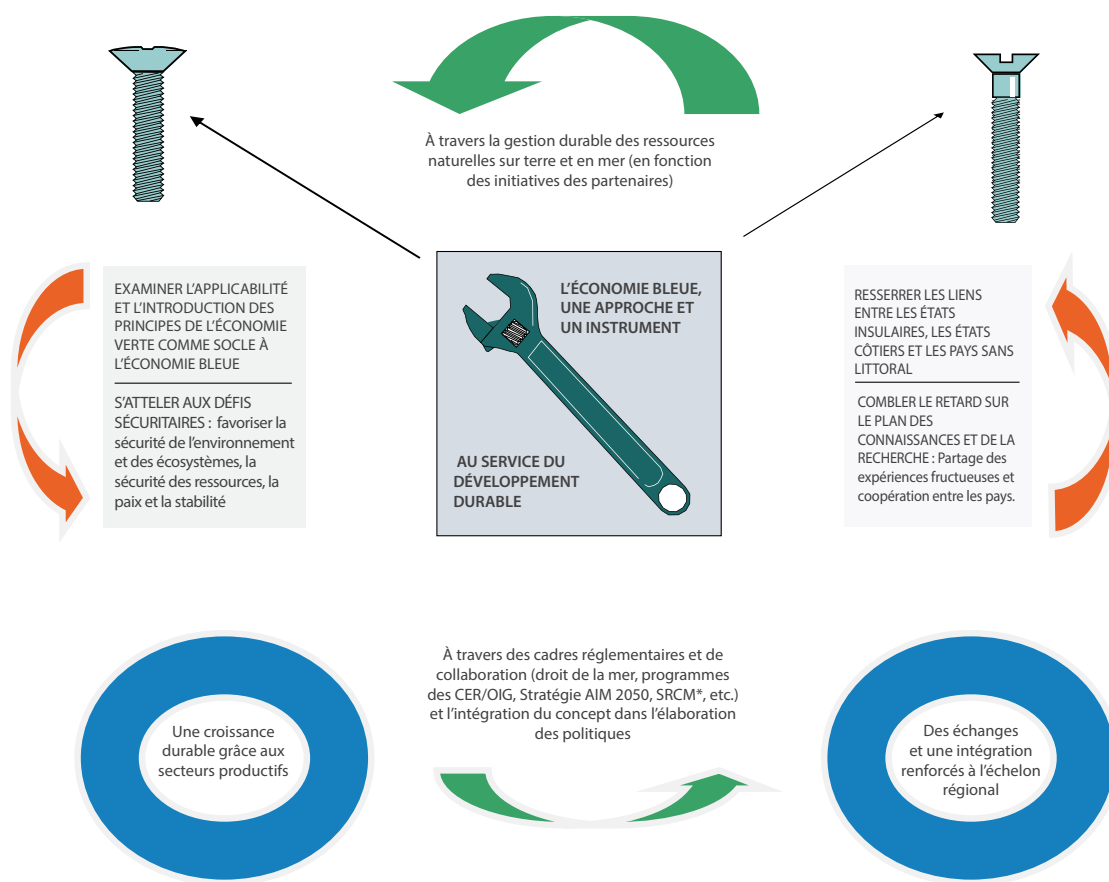 À travers la gestion durable des ressources
naturelles sur terre et en mer (en fonction
des initiatives des partenaires)
EXAMINER L’APPLICABILITÉ
ET L’INTRODUCTION DES
PRINCIPES DE L’ÉCONOMIE
VERTE COMME SOCLE À
L’ÉCONOMIE BLEUE
S’ATTELER AUX DÉFIS
SÉCURITAIRES : favoriser la
sécurité de l’environnement
et des écosystèmes, la
sécurité des ressources, la
paix et la stabilité
L’ÉCONOMIE BLEUE,
UNE APPROCHE ET
UN INSTRUMENT
AU SERVICE DU
DÉVELOPPEMENT
DURABLE
RESSERRER LES LIENS
ENTRE LES ÉTATS
INSULAIRES, LES ÉTATS
CÔTIERS ET LES PAYS SANS
LITTORAL
COMBLER LE RETARD SUR
LE PLAN DES
CONNAISSANCES ET DE LA
RECHERCHE : Partage des
expériences fructueuses et
coopération entre les pays.
Une croissance
durable grâce aux
secteurs productifs
À travers des cadres réglementaires et de
collaboration (droit de la mer, programmes
des CER/OIG, Stratégie AIM 2050, SRCM*, etc.)
et l’intégration du concept dans l’élaboration
des politiques
Des échanges
et une intégration
renforcés à l’échelon
régional